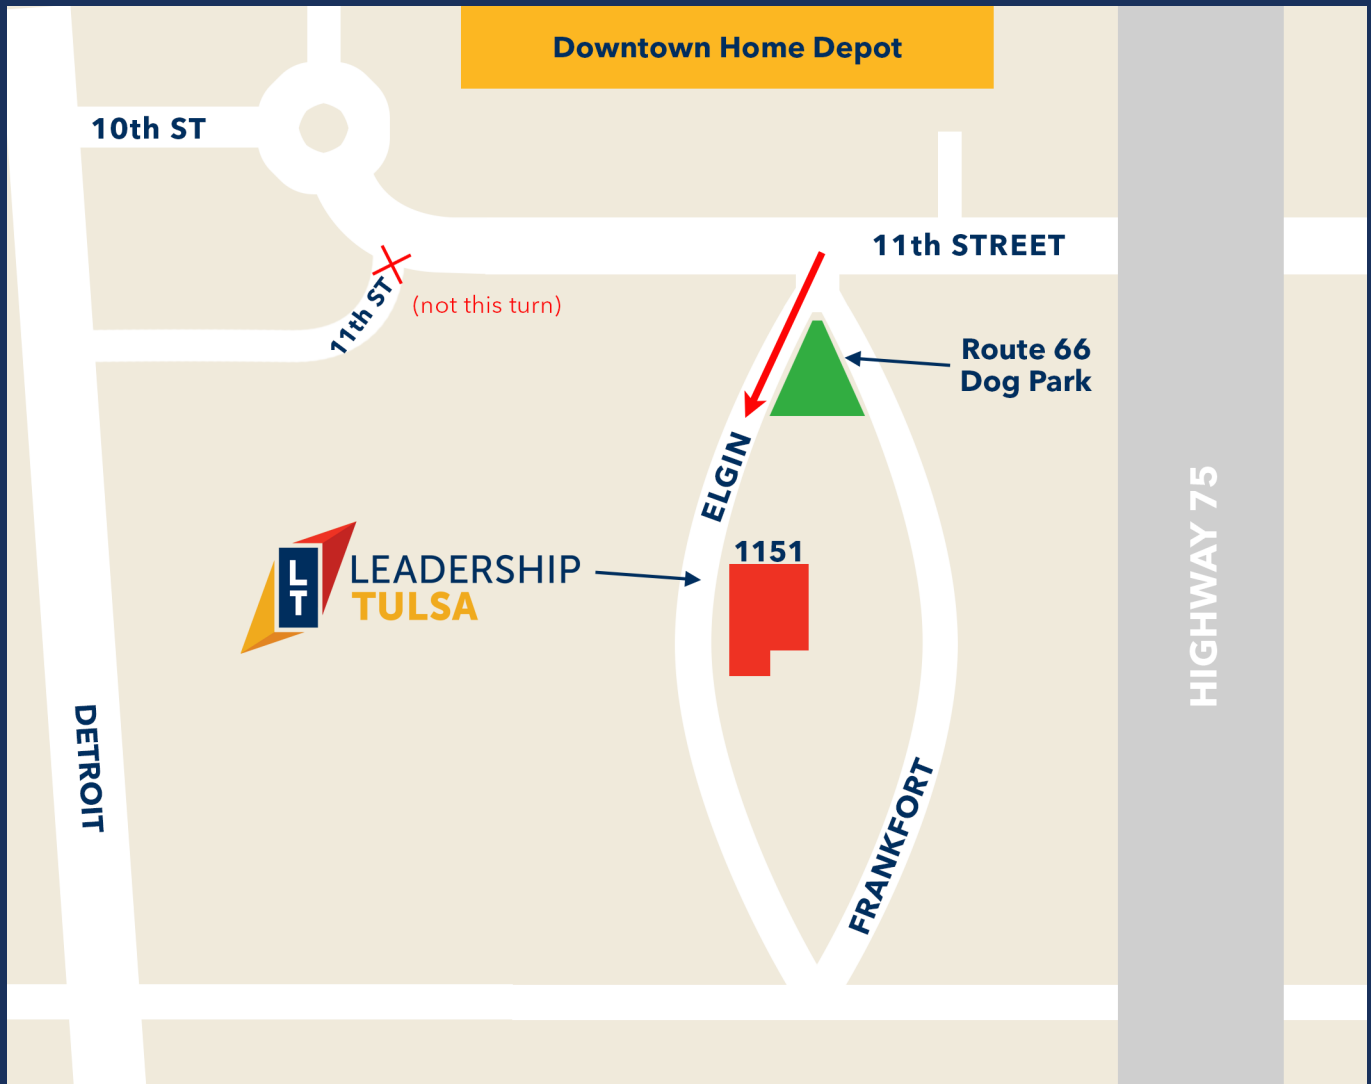 Downtown Home Depot
10th ST
11th STREET
11th ST
(not this turn)
Route 66
Dog Park
ELGIN
HIGHWAY 75
1151
L
T
LEADERSHIP
TULSA
DETROIT
FRANKFORT